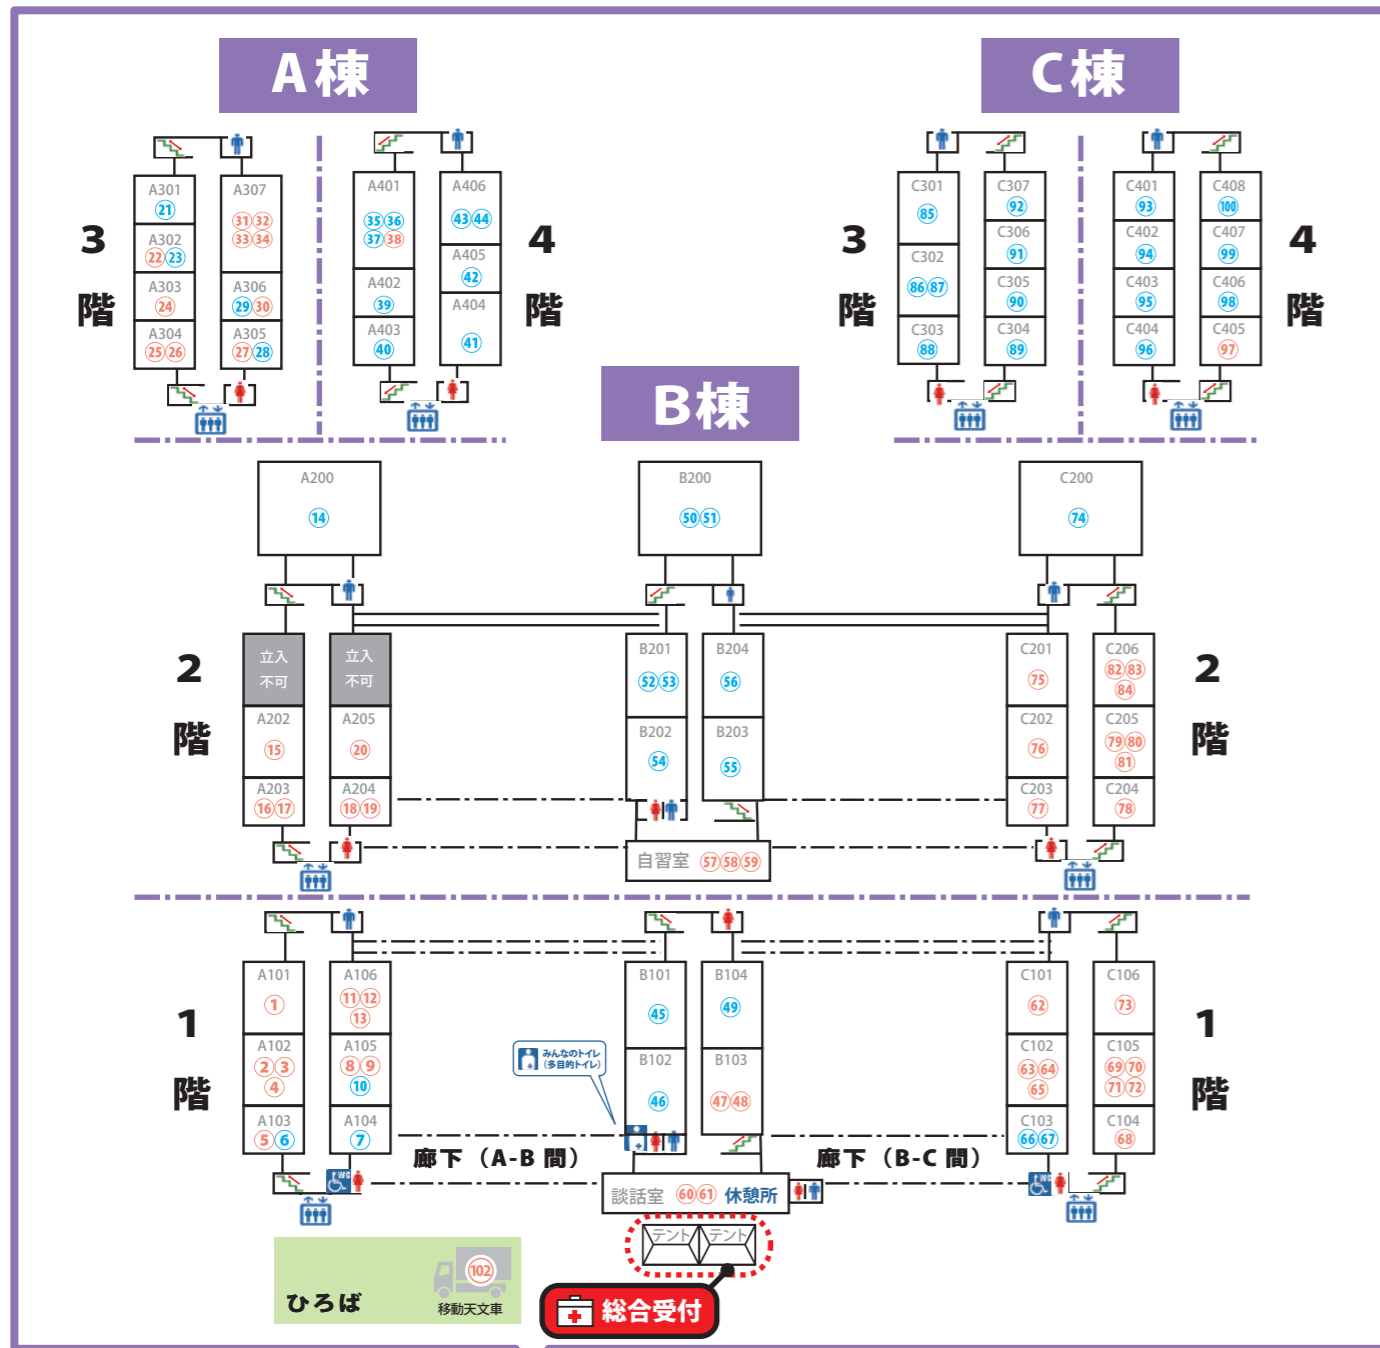 A棟
C棟
3階
A301
21
A302
22 23
A303
24
A304
25 26
A307
31 32
33 34
A306
29 30
A305
27 28
A401
35 36
37 38
A402
39
A403
40
A406
43 44
A405
42
A404
41
4階
3階
C301
85
C302
86 87
C303
88
C307
92
C306
91
C305
90
C304
89
C401
93
C402
94
C403
95
C404
96
C408
100
C407
99
C406
98
C405
97
4階
B棟
A200
14
B200
50 51
C200
74
2階
立入
不可
A202
15
A203
16 17
立入
不可
A205
20
A204
18 19
B201
52 53
B202
54
B204
56
B203
55
自習室 57 58 59
C201
75
C202
76
C203
77
C206
82 83
84
C205
79 80
81
C204
78
2階
1階
A101
1
A102
2 3
4
A103
5 6
A106
11 12
13
A105
8 9
10
A104
7
WC
みんなのトイレ
(多目的トイレ)
B101
45
B102
46
B104
49
B103
47 48
廊下（A-B 間）
廊下（B-C 間）
談話室 60 61 休憩所
C101
62
C102
63 64
65
C103
66 67
C106
73
C105
69 70
71 72
C104
68
WC
1階
テント テント
総合受付
102
ひろば
移動天文車